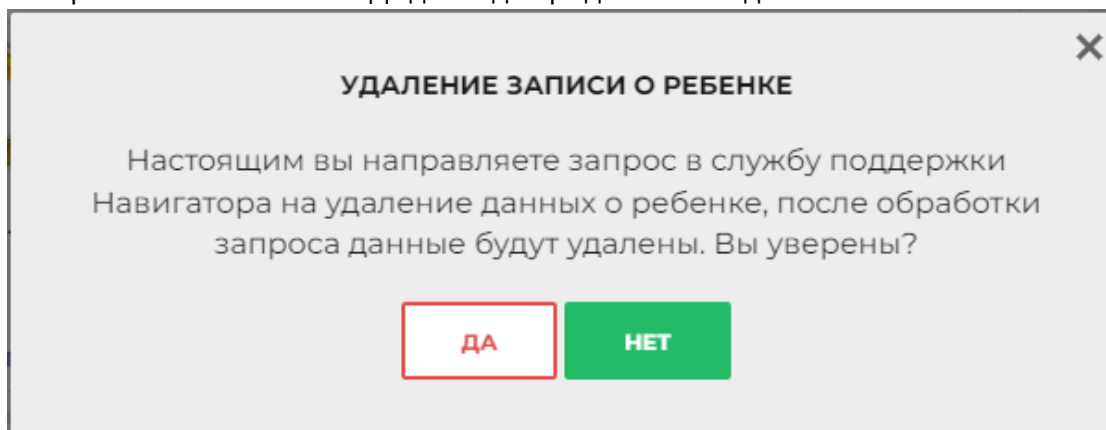 УДАЛЕНИЕ ЗАПИСИ О РЕБЕНКЕ
Настоящим вы направляете запрос в службу поддержки
Навигатора на удаление данных о ребенке, после обработки
запроса данные будут удалены. Вы уверены?
ДА
НЕТ